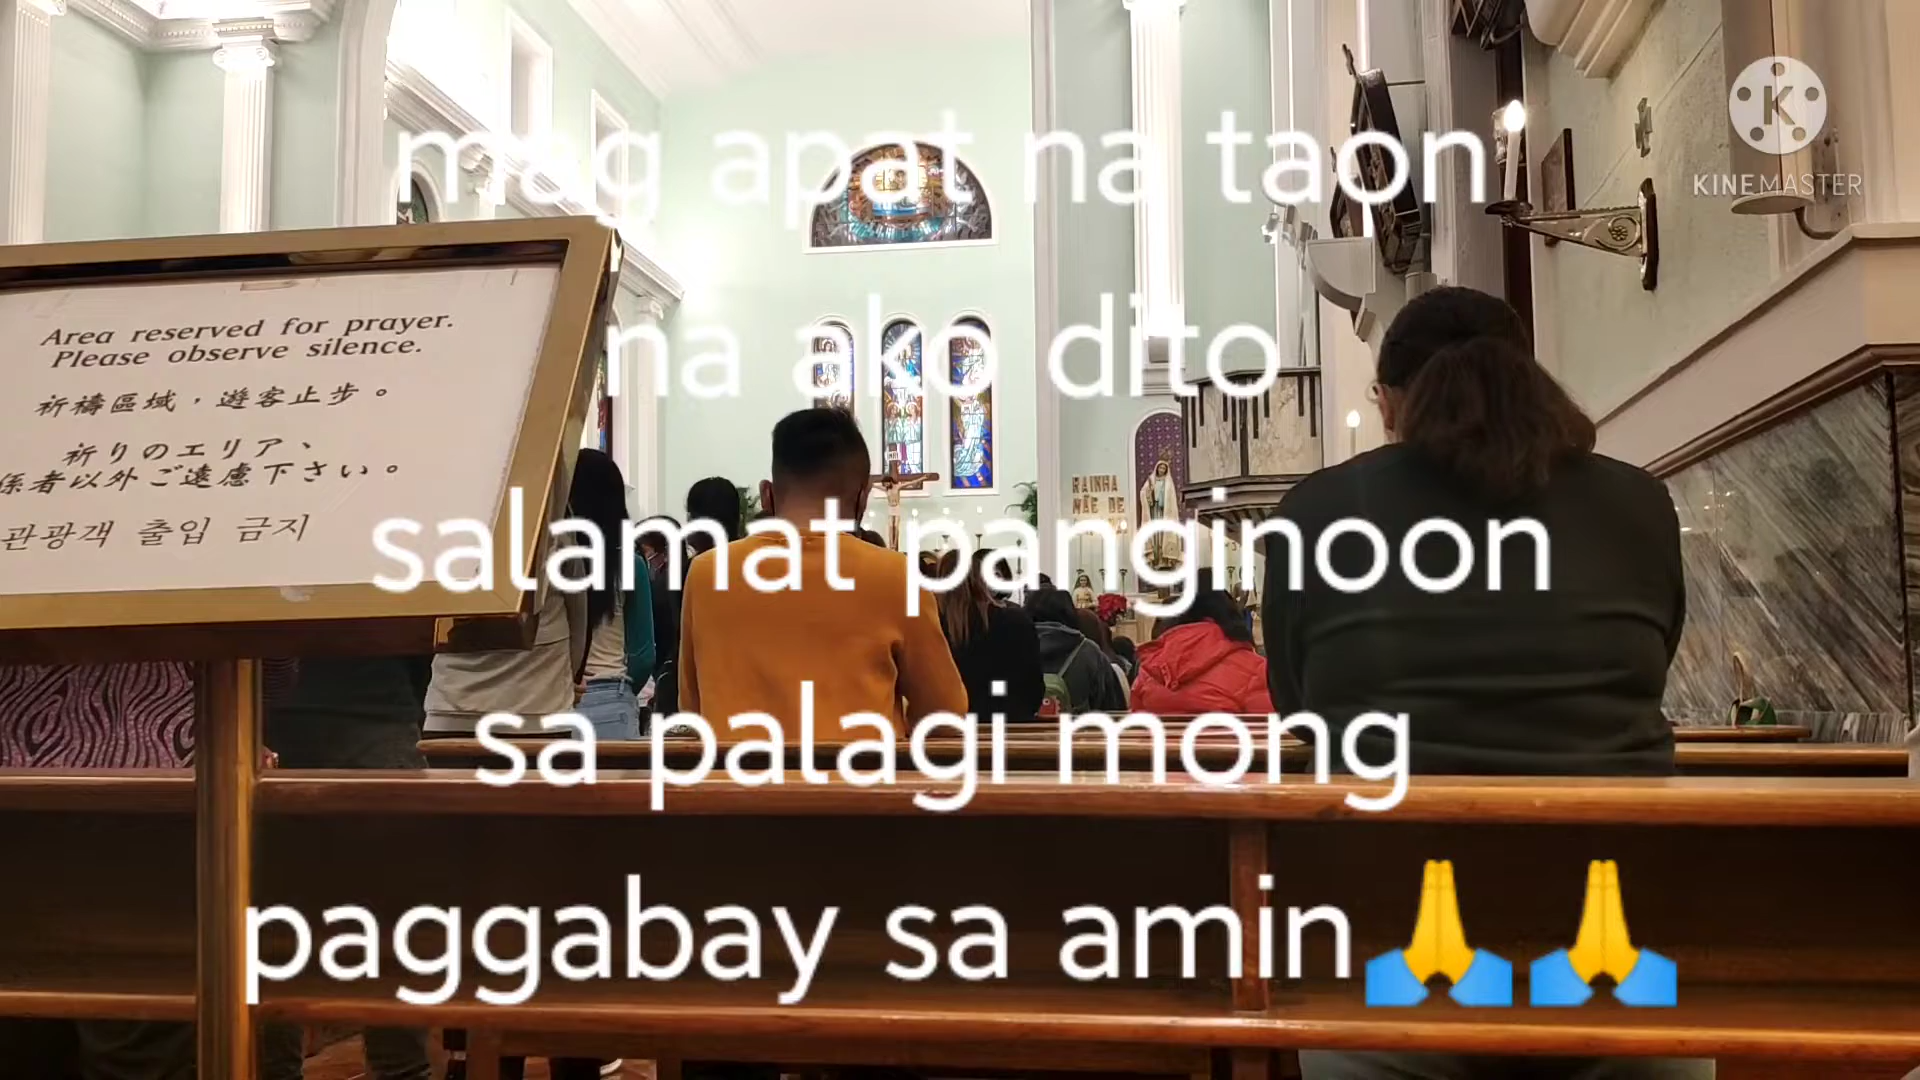 mag apat na taon
na ako dito
salamat panginoon
sa palagi mong
paggabay sa amin🙏🙏
KINEMASTER
Area reserved for prayer.
Please observe silence.
祈禱區域，遊客止步。
祈りのエリア、
係者以外ご遠慮下さい。
관광객 출입 금지
RAINHA
MÃE DE